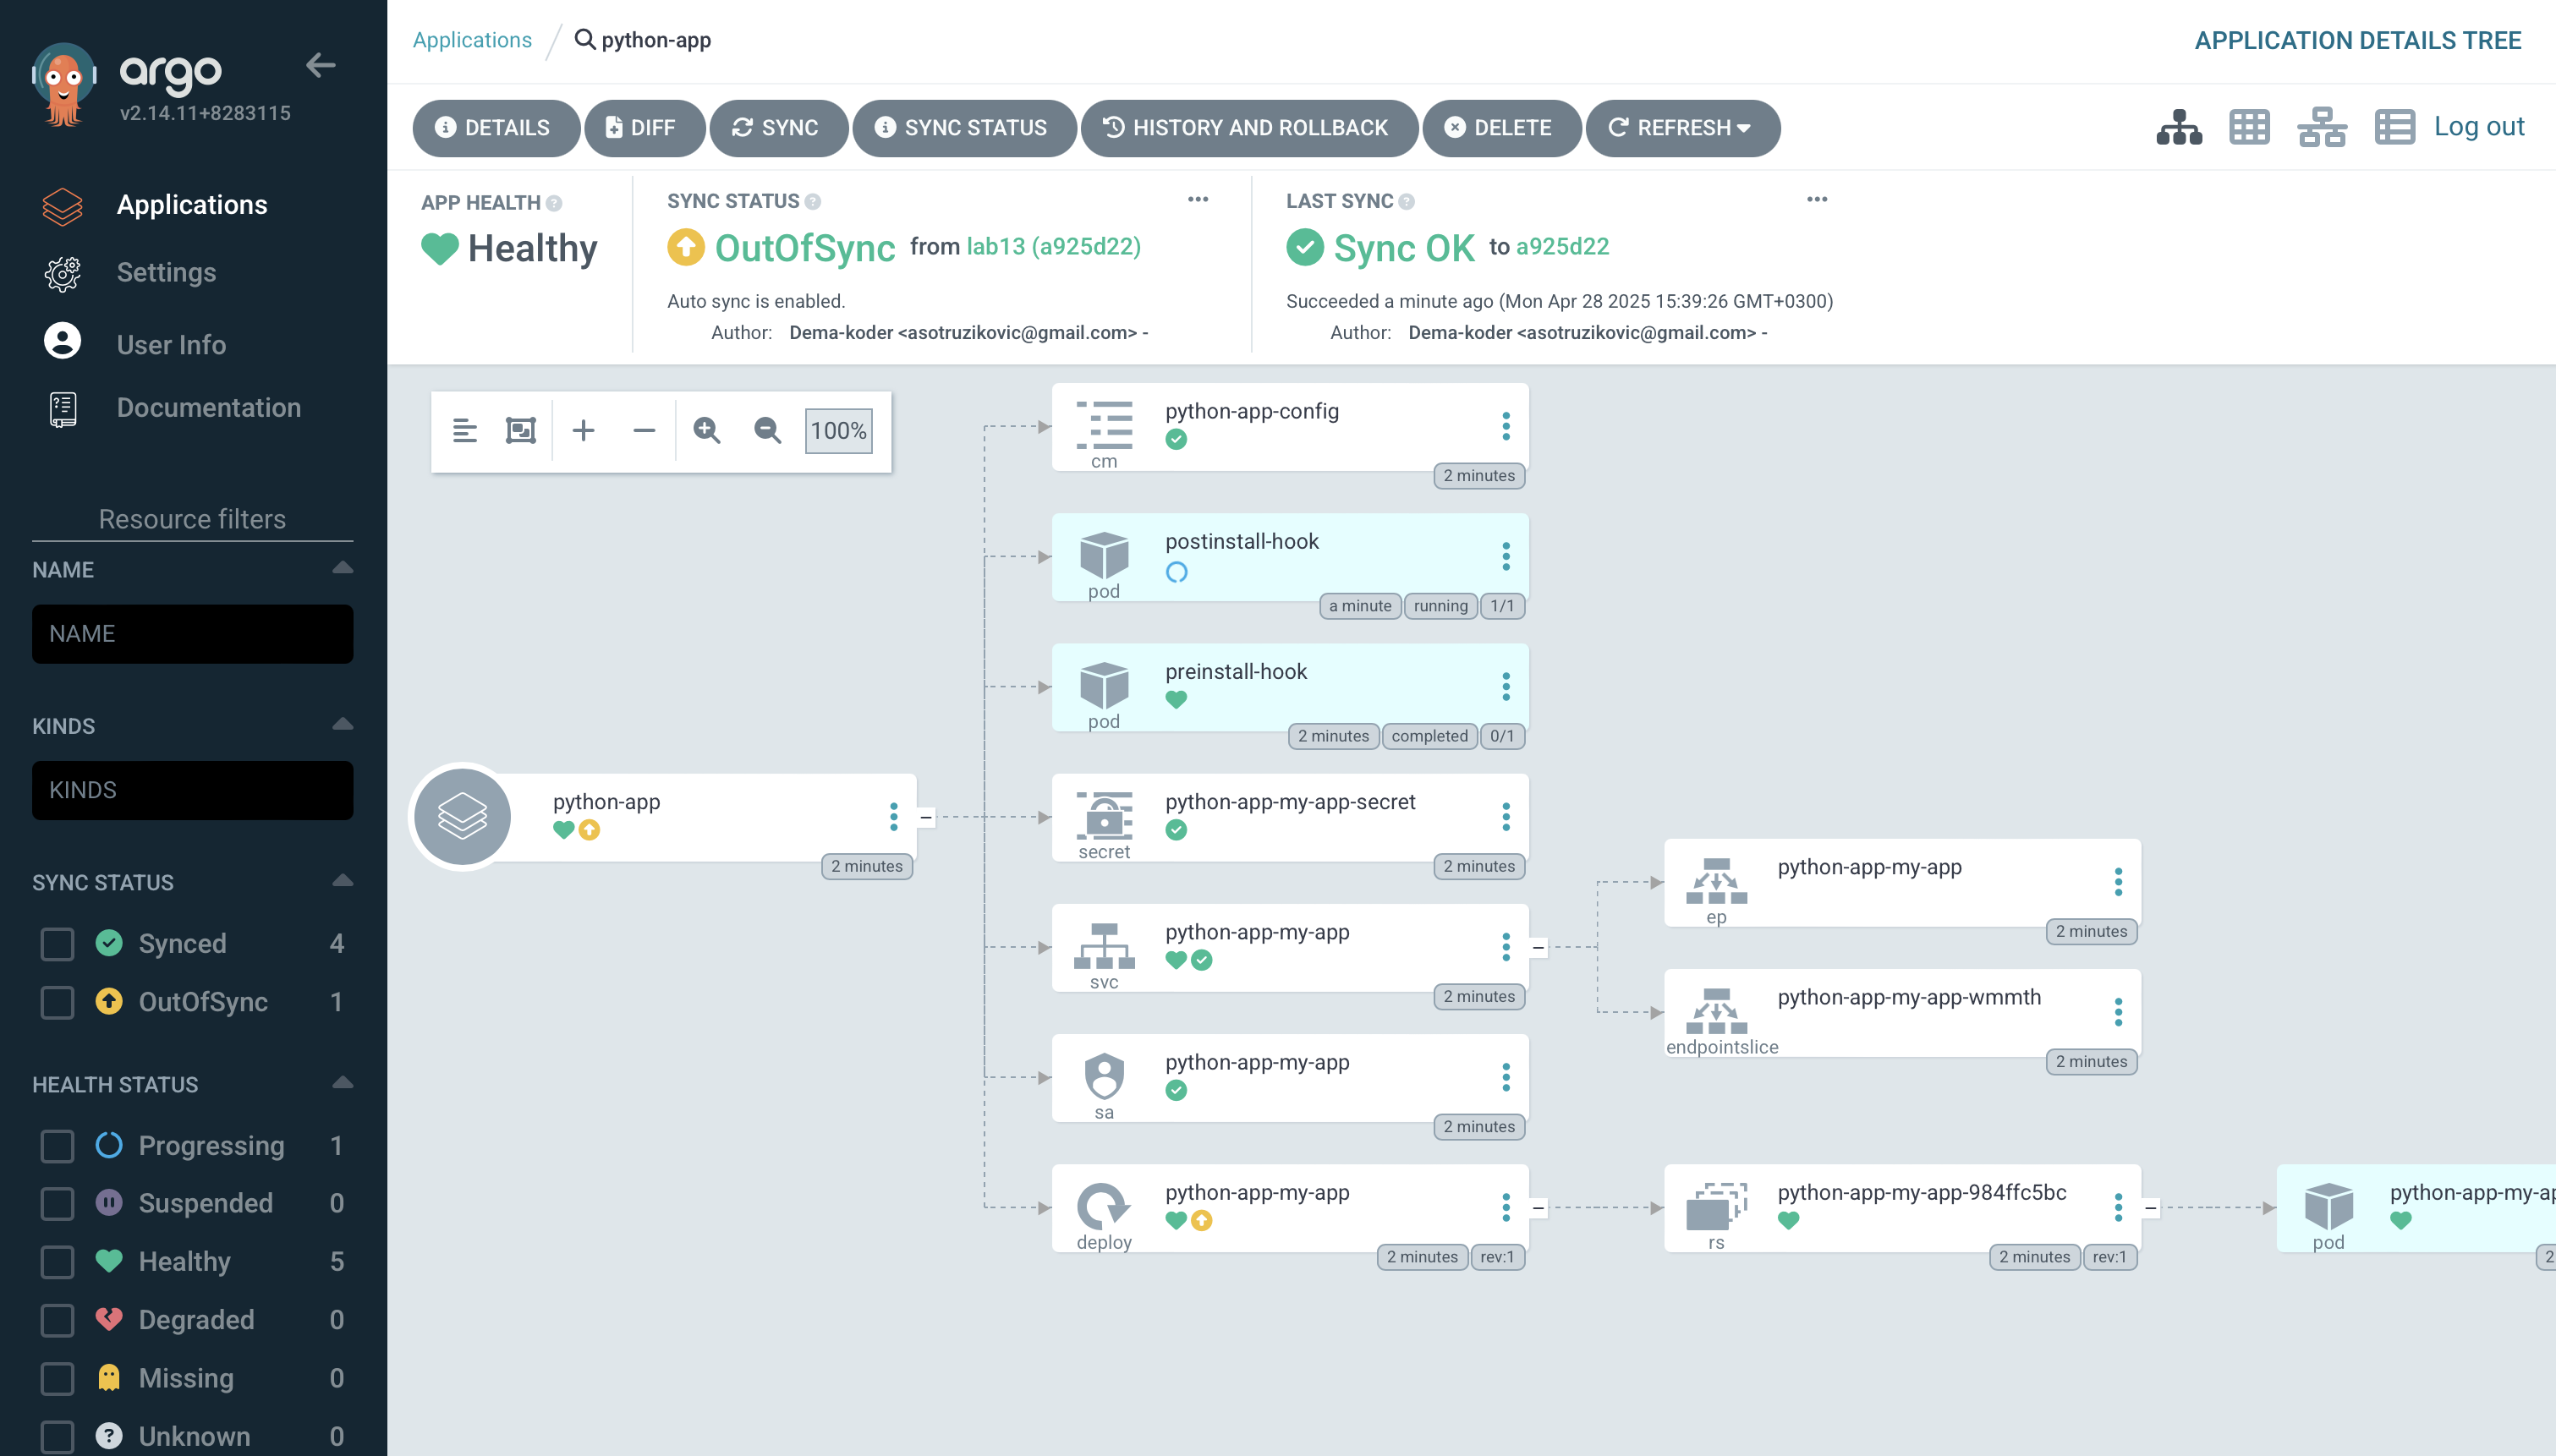 argo
v2.14.11+8283115
Applications
Settings
User Info
Documentation
Resource filters
NAME
NAME
KINDS
KINDS
SYNC STATUS
Synced 4
OutOfSync 1
HEALTH STATUS
Progressing 1
Suspended 0
Healthy 5
Degraded 0
Missing 0
Unknown 0
Applications / python-app
APPLICATION DETAILS TREE
DETAILS DIFF SYNC SYNC STATUS HISTORY AND ROLLBACK DELETE REFRESH
Log out
APP HEALTH
Healthy
SYNC STATUS
OutOfSync from lab13 (a925d22)
Auto sync is enabled.
Author: Dema-koder <asotruzikovic@gmail.com> -
LAST SYNC
Sync OK to a925d22
Succeeded a minute ago (Mon Apr 28 2025 15:39:26 GMT+0300)
Author: Dema-koder <asotruzikovic@gmail.com> -
100%
python-app
2 minutes
python-app-config
cm
2 minutes
postinstall-hook
pod
a minute running 1/1
preinstall-hook
pod
2 minutes completed 0/1
python-app-my-app-secret
secret
2 minutes
python-app-my-app
svc
2 minutes
python-app-my-app
sa
2 minutes
python-app-my-app
deploy
2 minutes rev:1
python-app-my-app
ep
2 minutes
python-app-my-app-wmmth
endpointslice
2 minutes
python-app-my-app-984ffc5bc
rs
2 minutes rev:1
pod
2